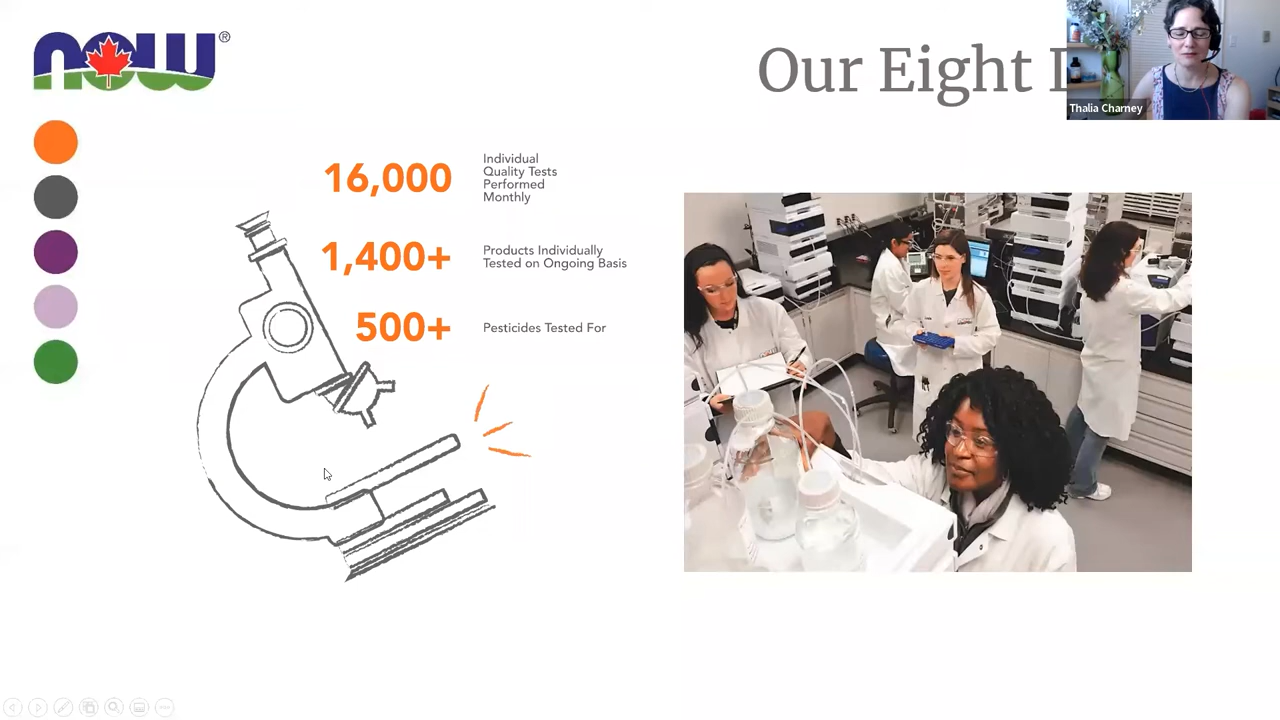 now®
Our Eight
Thalia Charney
16,000
Individual
Quality Tests
Performed
Monthly
1,400+
Products Individually
Tested on Ongoing Basis
500+
Pesticides Tested For